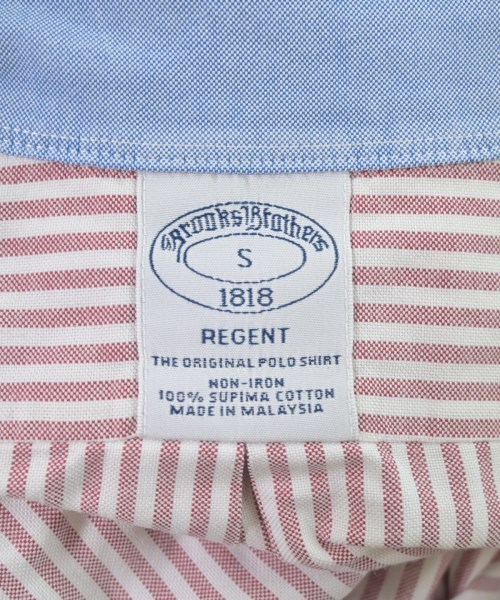 Brooks Brothers
S
1818
REGENT
THE ORIGINAL POLO SHIRT
NON-IRON
100% SUPIMA COTTON
MADE IN MALAYSIA